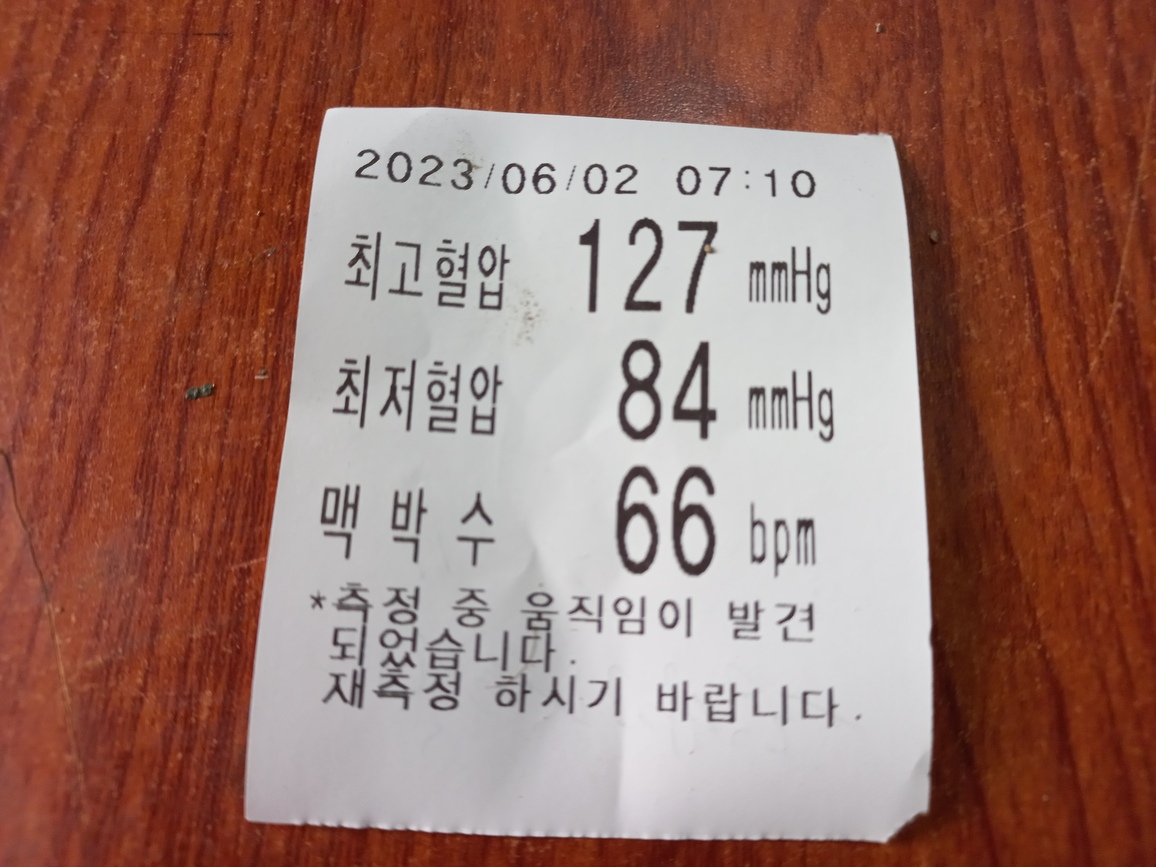 2023/06/02 07:10
최고혈압 127 mmHg
최저혈압 84 mmHg
맥 박 수 66 bpm
*측정 중 움직임이 발견
되었습니다.
재측정 하시기 바랍니다.